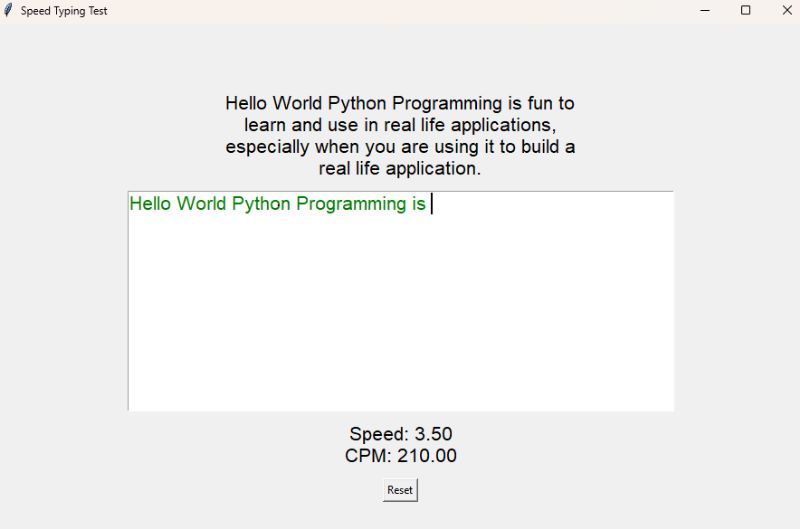 Speed Typing Test
Hello World Python Programming is fun to
learn and use in real life applications,
especially when you are using it to build a
real life application.
Hello World Python Programming is
Speed: 3.50
CPM: 210.00
Reset